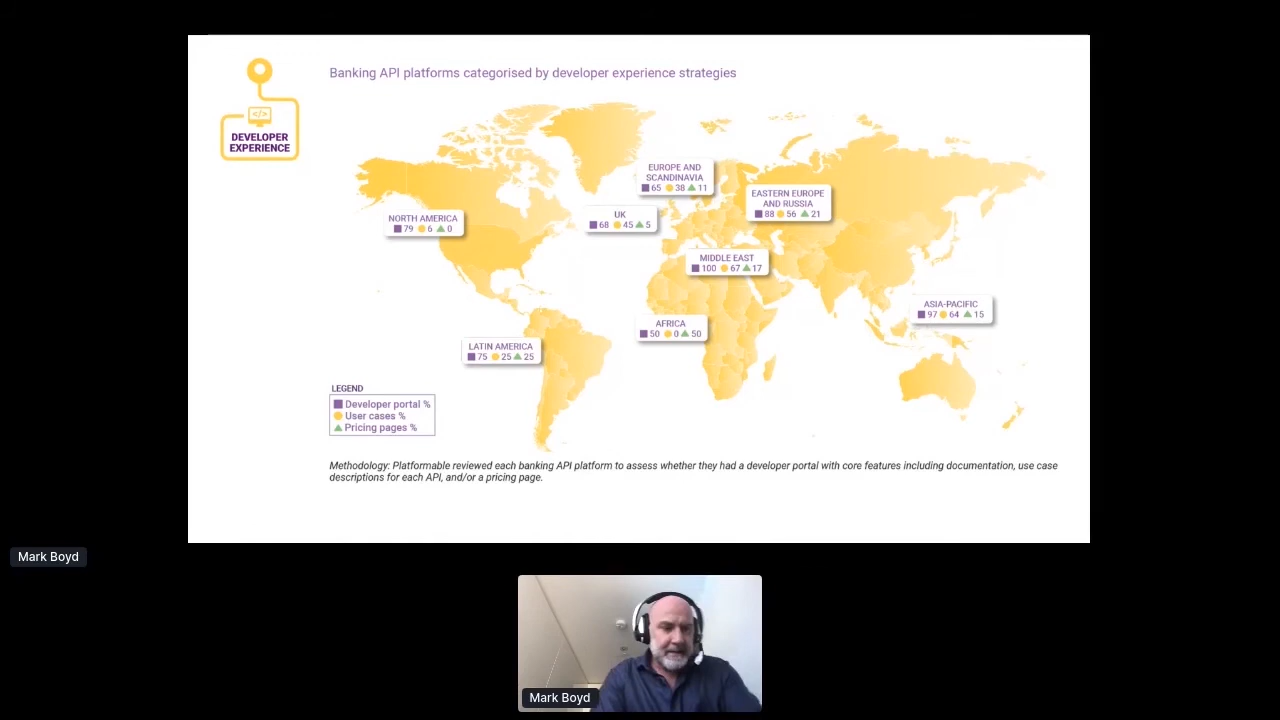 Banking API platforms categorised by developer experience strategies
</>
DEVELOPER
EXPERIENCE
EUROPE AND
SCANDINAVIA
65 38 11
EASTERN EUROPE
AND RUSSIA
88 56 21
UK
68 45 5
NORTH AMERICA
79 6 0
MIDDLE EAST
100 67 17
ASIA-PACIFIC
97 64 15
AFRICA
50 0 50
LATIN AMERICA
75 25 25
LEGEND
Developer portal %
User cases %
Pricing pages %
Methodology: Platformable reviewed each banking API platform to assess whether they had a developer portal with core features including documentation, use case
descriptions for each API, and/or a pricing page.
Mark Boyd
Mark Boyd